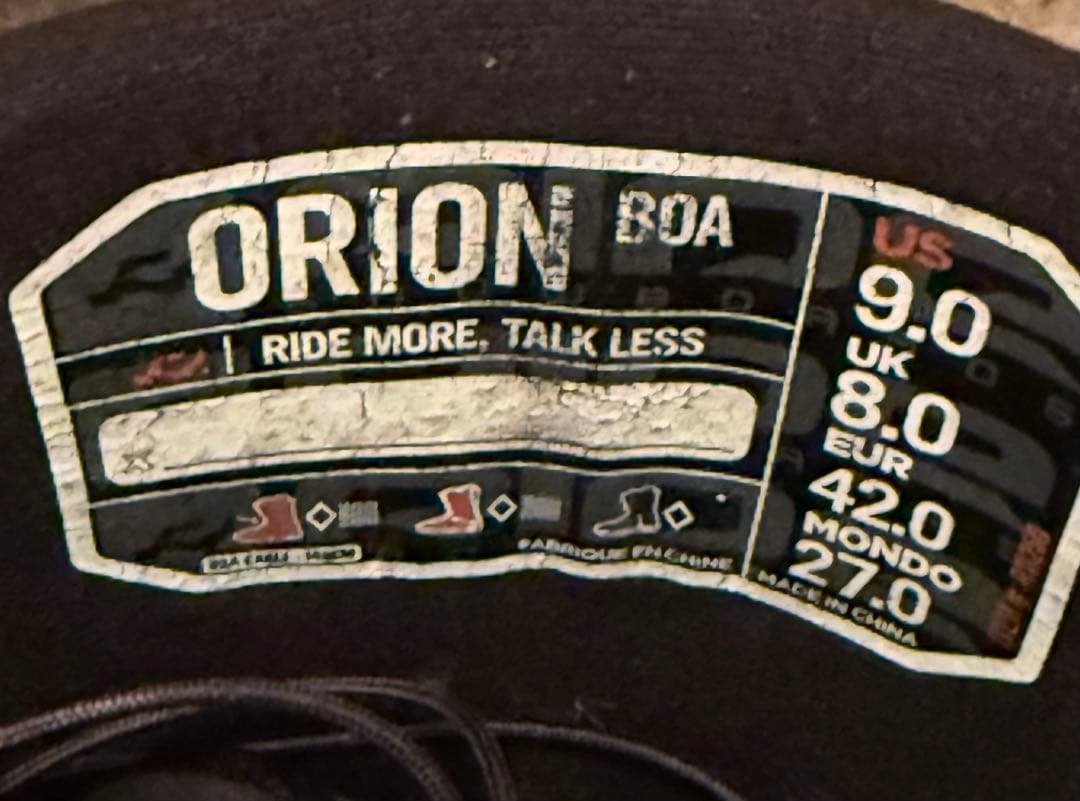 ORION BOA
RIDE MORE, TALK LESS
X
FABRIQUE EN CHINE
US
9.0
UK
8.0
EUR
42.0
MONDO
27.0
MADE IN CHINA